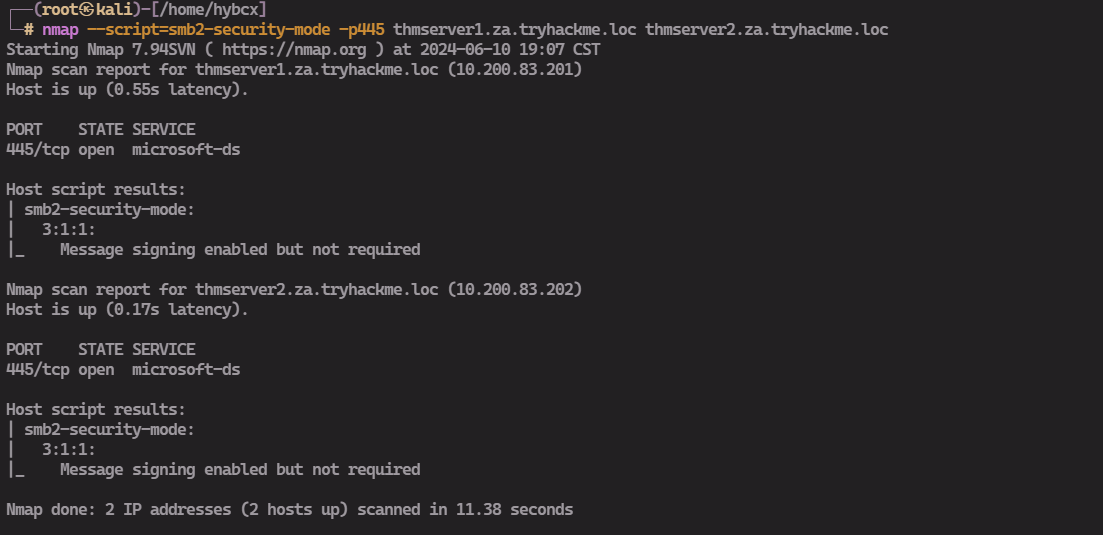 ┌──(root㉿kali)-[/home/hybcx]
└─# nmap --script=smb2-security-mode -p445 thmserver1.za.tryhackme.loc thmserver2.za.tryhackme.loc
Starting Nmap 7.94SVN ( https://nmap.org ) at 2024-06-10 19:07 CST
Nmap scan report for thmserver1.za.tryhackme.loc (10.200.83.201)
Host is up (0.55s latency).

PORT    STATE SERVICE
445/tcp open  microsoft-ds

Host script results:
| smb2-security-mode:
|   3:1:1:
|_    Message signing enabled but not required

Nmap scan report for thmserver2.za.tryhackme.loc (10.200.83.202)
Host is up (0.17s latency).

PORT    STATE SERVICE
445/tcp open  microsoft-ds

Host script results:
| smb2-security-mode:
|   3:1:1:
|_    Message signing enabled but not required

Nmap done: 2 IP addresses (2 hosts up) scanned in 11.38 seconds